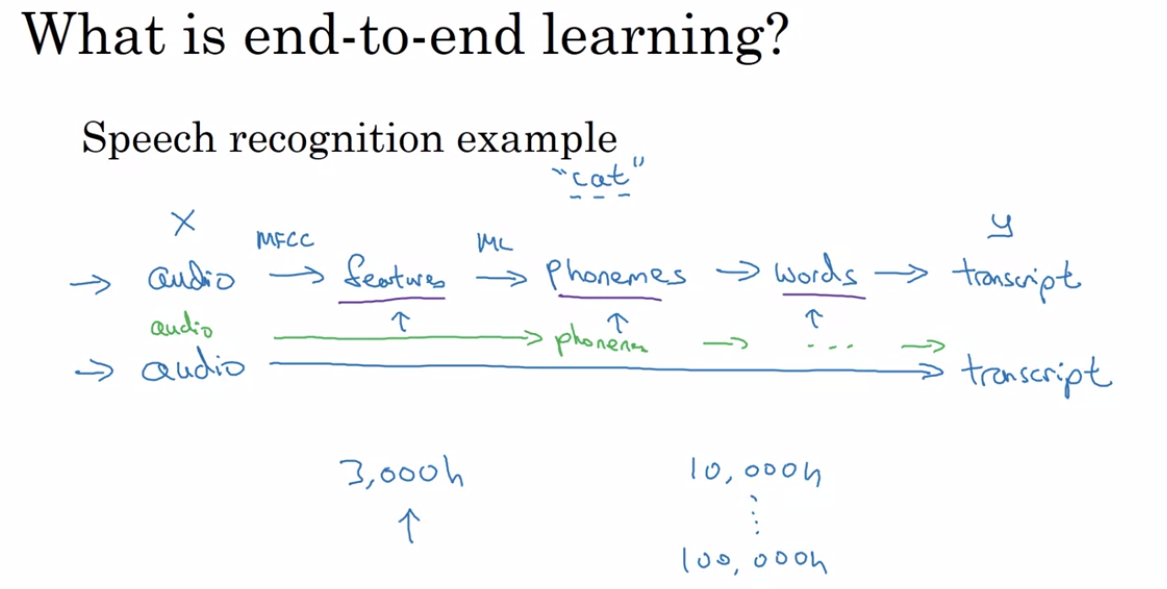 What is end-to-end learning?
Speech recognition example
"cat"
X MFCC ML y
→ audio → features → phonemes → words → transcript
↑ ↑ ↑
audio → phonemes → ... →
→ audio → transcript
3,000h 10,000h
↑ ⋮
100,000h